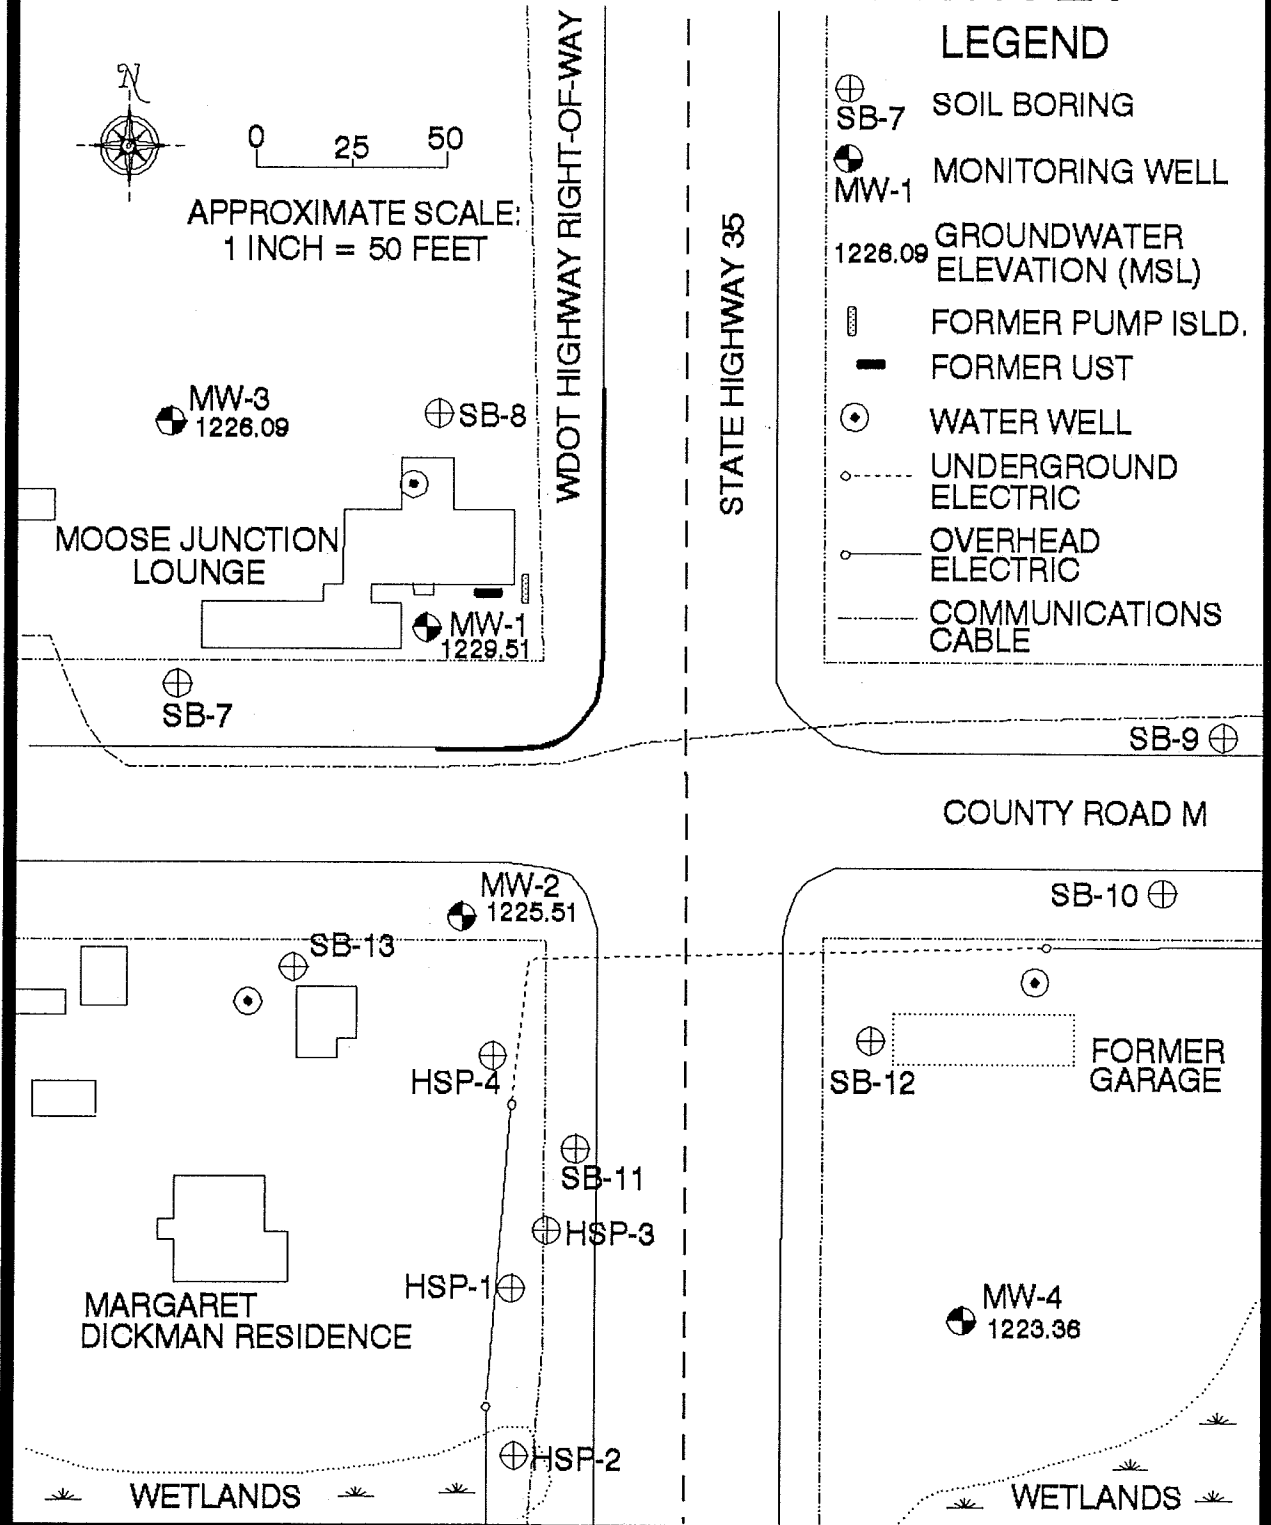 N
0 25 50
APPROXIMATE SCALE:
1 INCH = 50 FEET
WDOT HIGHWAY RIGHT-OF-WAY
STATE HIGHWAY 35
LEGEND
SB-7 SOIL BORING
MW-1 MONITORING WELL
1226.09 GROUNDWATER
ELEVATION (MSL)
FORMER PUMP ISLD.
FORMER UST
WATER WELL
UNDERGROUND
ELECTRIC
OVERHEAD
ELECTRIC
COMMUNICATIONS
CABLE
MW-3
1226.09
SB-8
MOOSE JUNCTION
LOUNGE
MW-1
1229.51
SB-7
SB-9
COUNTY ROAD M
MW-2
1225.51
SB-10
SB-13
HSP-4
SB-12
FORMER
GARAGE
SB-11
HSP-3
HSP-1
MARGARET
DICKMAN RESIDENCE
MW-4
1223.36
HSP-2
WETLANDS
WETLANDS